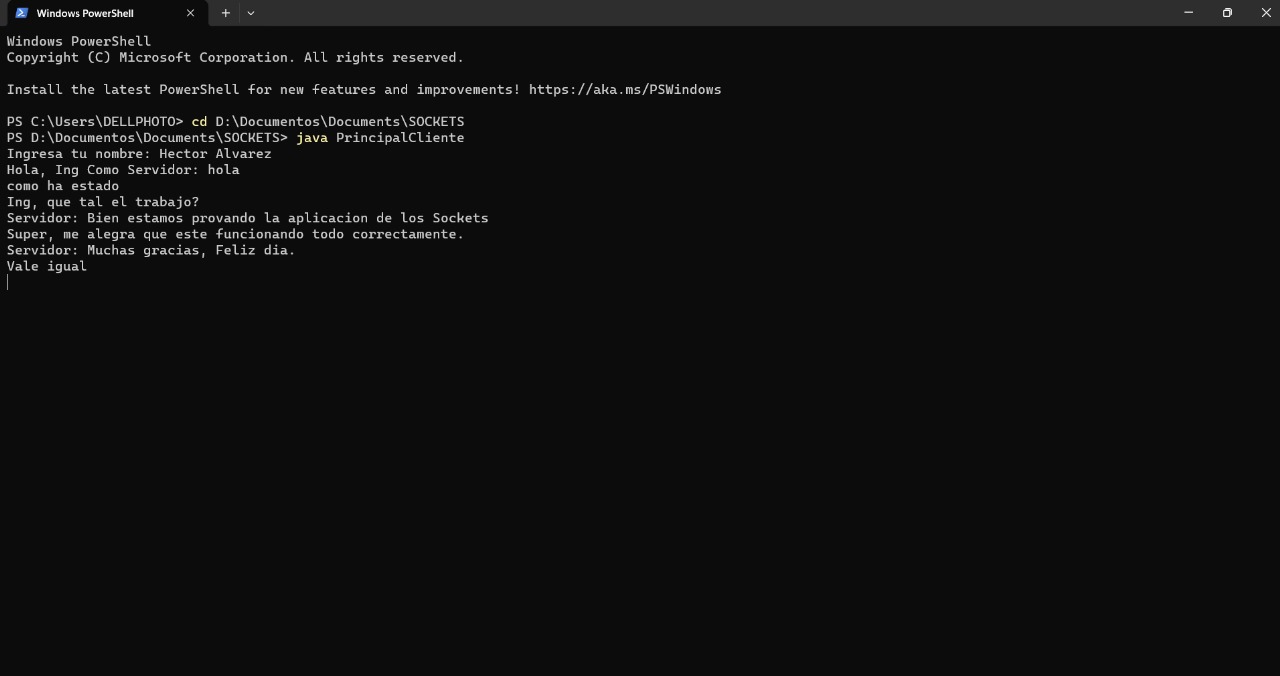 Windows PowerShell
Windows PowerShell
Copyright (C) Microsoft Corporation. All rights reserved.
Install the latest PowerShell for new features and improvements! https://aka.ms/PSWindows
PS C:\Users\DELLPHOTO> cd D:\Documentos\Documents\SOCKETS
PS D:\Documentos\Documents\SOCKETS> java PrincipalCliente
Ingresa tu nombre: Hector Alvarez
Hola, Ing Como Servidor: hola
como ha estado
Ing, que tal el trabajo?
Servidor: Bien estamos provando la aplicacion de los Sockets
Super, me alegra que este funcionando todo correctamente.
Servidor: Muchas gracias, Feliz dia.
Vale igual